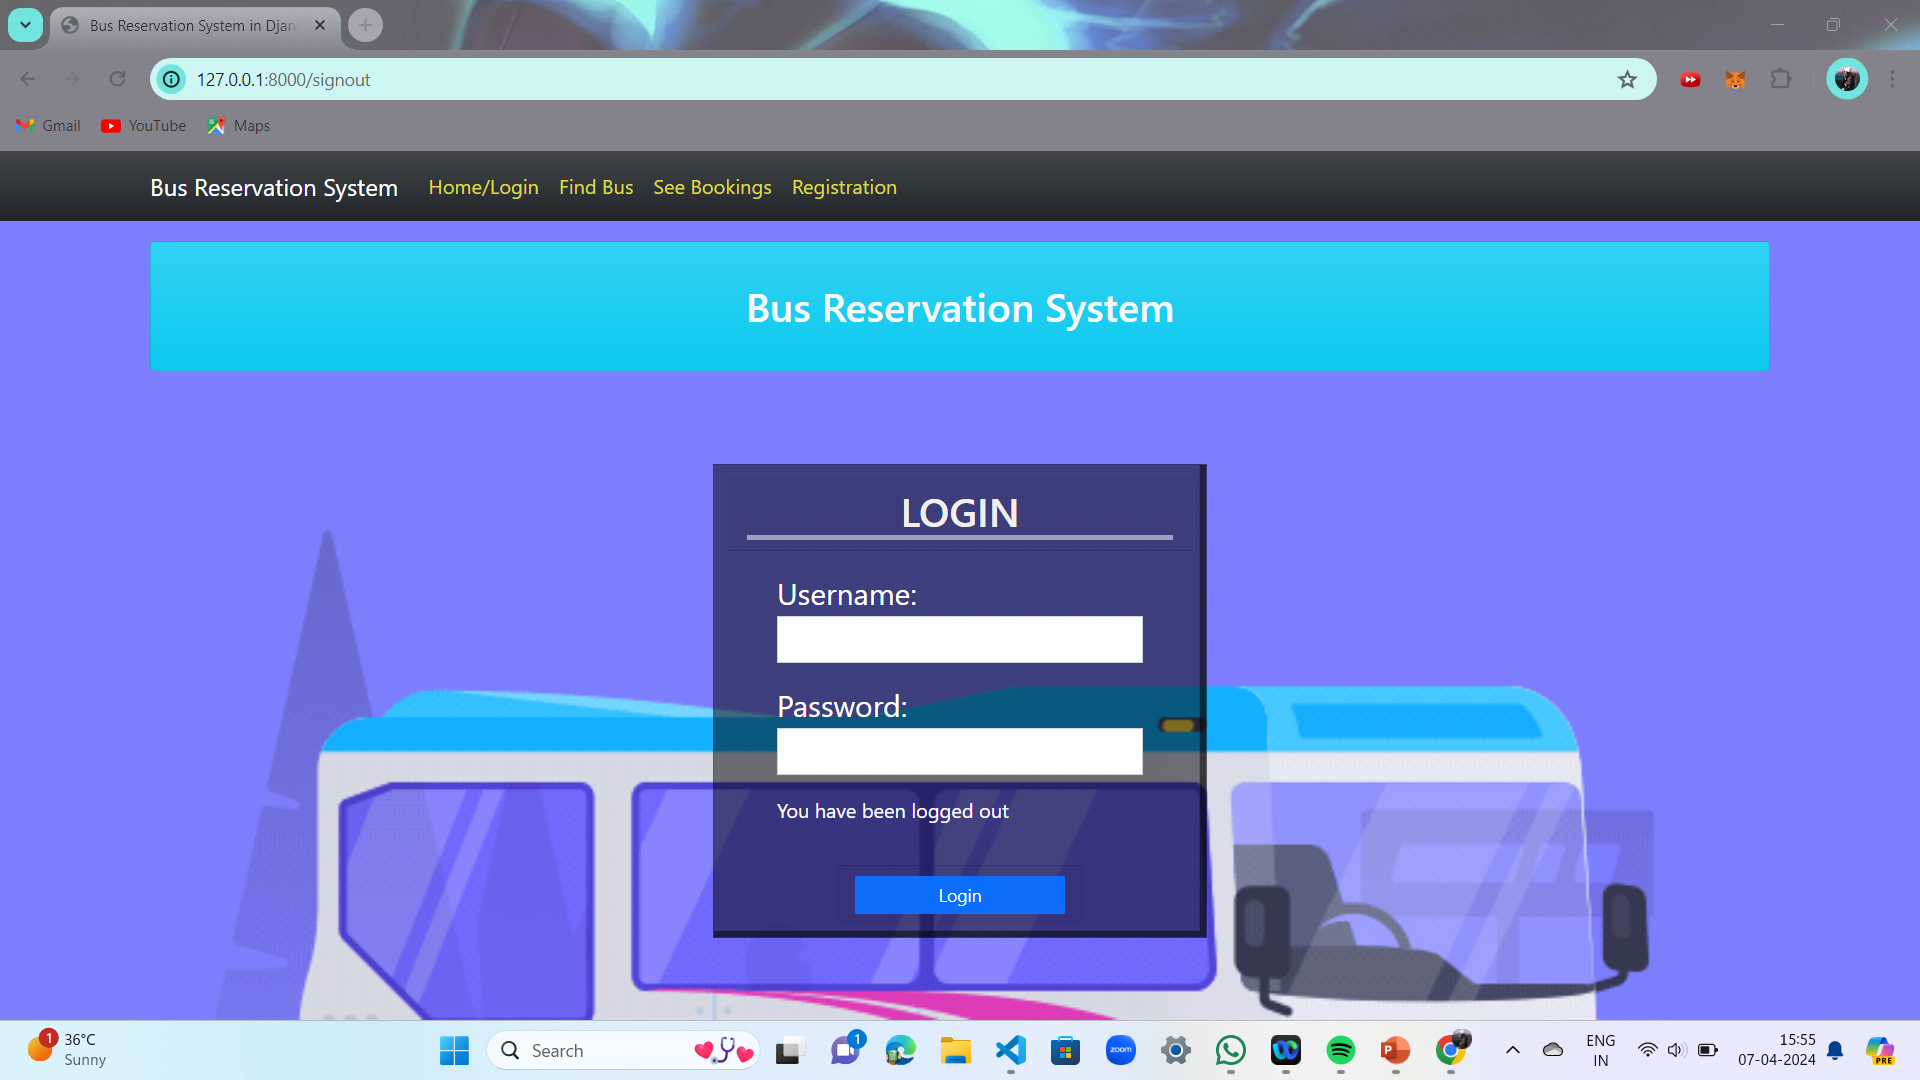 Bus Reservation System in Djan
127.0.0.1:8000/signout
Gmail YouTube Maps
Bus Reservation System Home/Login Find Bus See Bookings Registration
Bus Reservation System
LOGIN
Username:
Password:
You have been logged out
Login
1
36°C
Sunny
Search
1
zoom
ENG
IN
15:55
07-04-2024
PRE